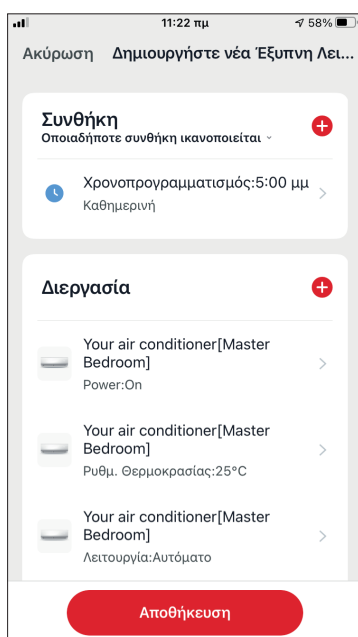 11:22 πμ
58%
Ακύρωση
Δημιουργήστε νέα Έξυπνη Λει...
Συνθήκη
Οποιαδήποτε συνθήκη ικανοποιείται
Χρονοπρογραμματισμός:5:00 μμ
Καθημερινή
Διεργασία
Your air conditioner[Master
Bedroom]
Power:On
Your air conditioner[Master
Bedroom]
Ρυθμ. Θερμοκρασίας:25°C
Your air conditioner[Master
Bedroom]
Λειτουργία:Αυτόματο
Αποθήκευση